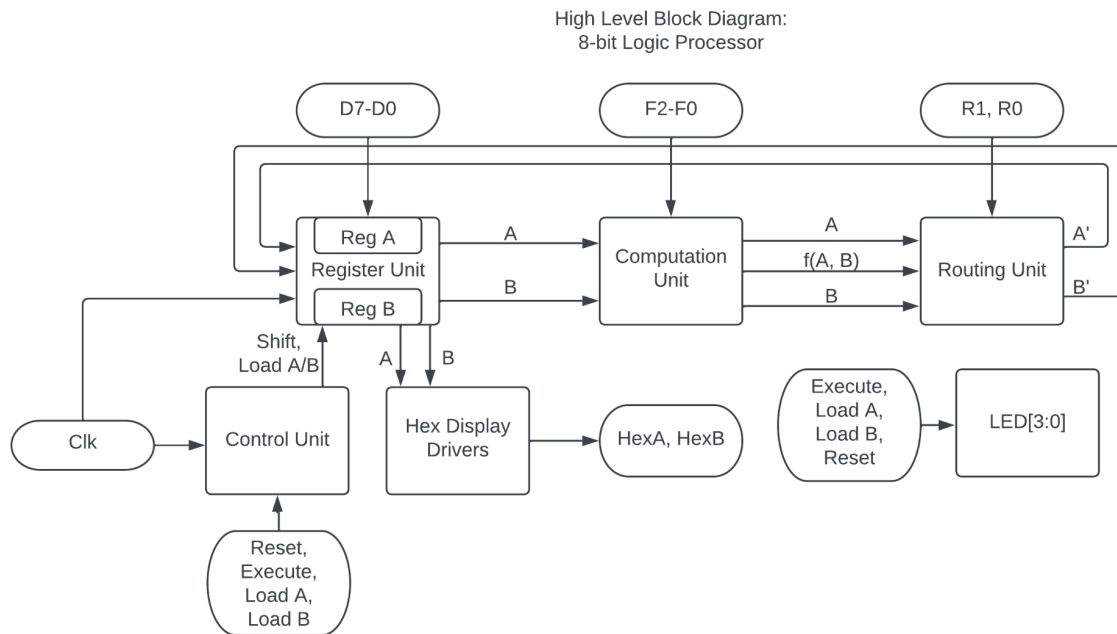 High Level Block Diagram:
8-bit Logic Processor
D7-D0
F2-F0
R1, R0
Reg A
Register Unit
Reg B
A
B
Computation
Unit
A
f(A, B)
B
Routing Unit
A'
B'
Shift,
Load A/B
A
B
Clk
Control Unit
Hex Display
Drivers
HexA, HexB
Execute,
Load A,
Load B,
Reset
LED[3:0]
Reset,
Execute,
Load A,
Load B